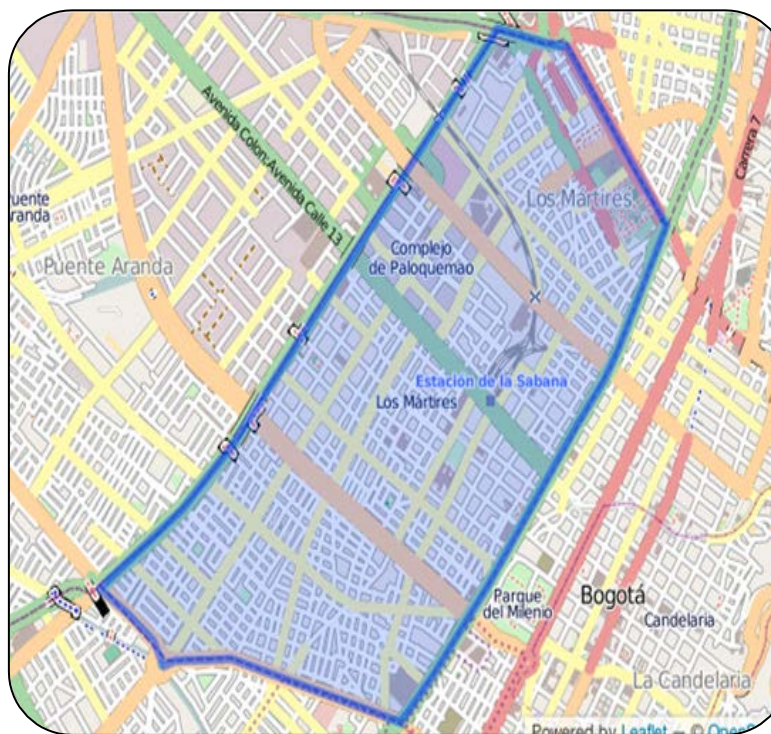 Avenida Colon:Avenida Calle 13
Carrera 7
Puente
Aranda
Los Mártires
Complejo
de Paloquemao
Puente Aranda
Estación de la Sabana
Los Mártires
Parque
del Milenio
Bogotá
Candelaria
La Candelaria
Powered by Leaflet — © OpenS